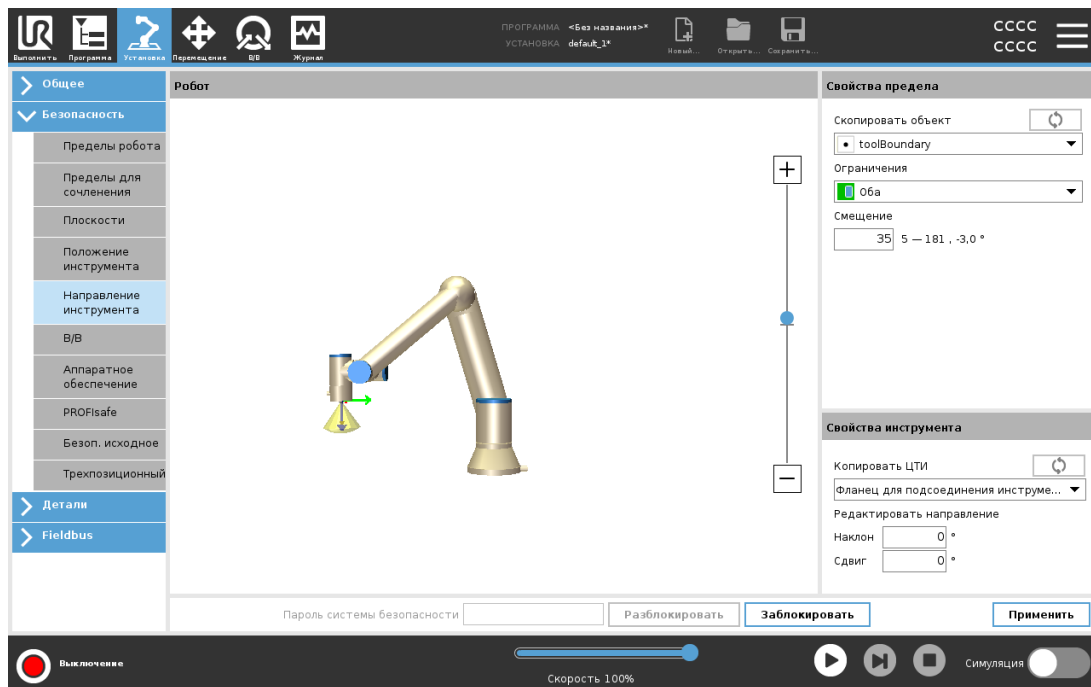 Выполнить
Программа
Установка
Перемещение
В/В
Журнал
ПРОГРАММА <Без названия>*
УСТАНОВКА default_1*
Новый...
Открыть...
Сохранить...
CCCC
CCCC
Общее
Безопасность
Пределы робота
Пределы для
сочленения
Плоскости
Положение
инструмента
Направление
инструмента
В/В
Аппаратное
обеспечение
PROFIsafe
Безоп. исходное
Трехпозиционный
Детали
Fieldbus
Робот
Свойства предела
Скопировать объект
toolBoundary
Ограничения
Оба
Смещение
35 5 — 181 , -3,0 °
Свойства инструмента
Копировать ЦТИ
Фланец для подсоединения инструме...
Редактировать направление
Наклон 0 °
Сдвиг 0 °
Пароль системы безопасности
Разблокировать
Заблокировать
Применить
Выключение
Скорость 100%
Симуляция